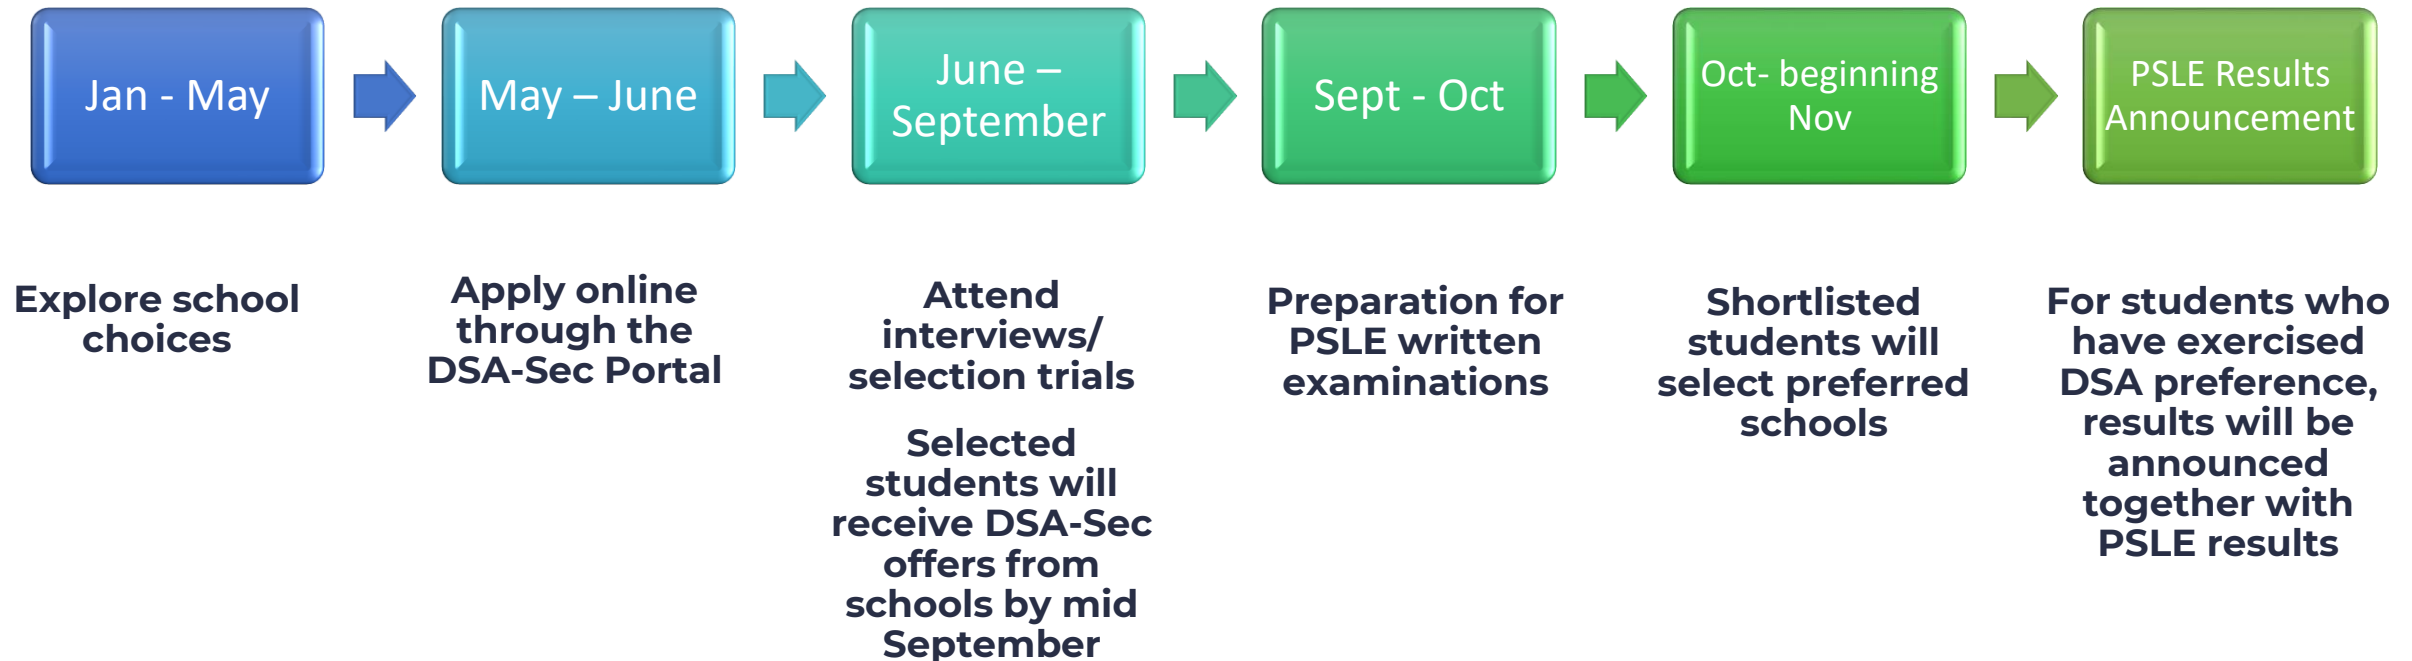 Jan - May
May – June
June –
September
Sept - Oct
Oct- beginning
Nov
PSLE Results
Announcement
Explore school
choices
Apply online
through the
DSA-Sec Portal
Attend
interviews/
selection trials
Selected
students will
receive DSA-Sec
offers from
schools by mid
September
Preparation for
PSLE written
examinations
Shortlisted
students will
select preferred
schools
For students who
have exercised
DSA preference,
results will be
announced
together with
PSLE results